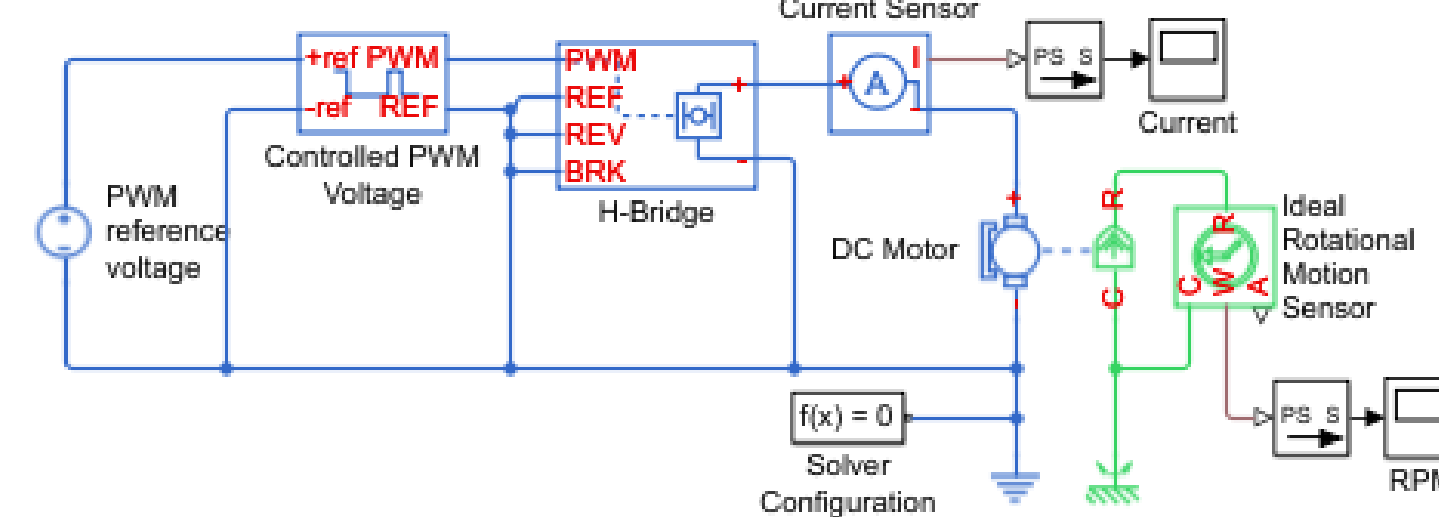 Current Sensor
+ref PWM
-ref REF
Controlled PWM
Voltage
PWM
REF
REV
BRK
+
-
H-Bridge
+
A
I
-
PS S
Current
PWM
reference
voltage
+
-
DC Motor
+
-
R
C
R
C
W
A
Ideal
Rotational
Motion
Sensor
f(x) = 0
Solver
Configuration
PS S
RPM